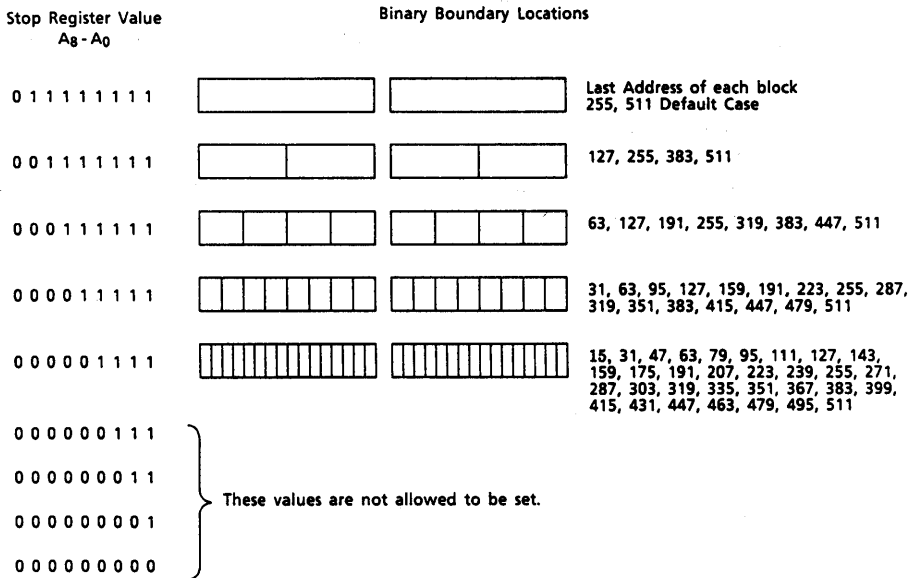 Stop Register Value
A8 - A0
Binary Boundary Locations
0 1 1 1 1 1 1 1 1
Last Address of each block
255, 511 Default Case
0 0 1 1 1 1 1 1 1
127, 255, 383, 511
0 0 0 1 1 1 1 1 1
63, 127, 191, 255, 319, 383, 447, 511
0 0 0 0 1 1 1 1 1
31, 63, 95, 127, 159, 191, 223, 255, 287,
319, 351, 383, 415, 447, 479, 511
0 0 0 0 0 1 1 1 1
15, 31, 47, 63, 79, 95, 111, 127, 143,
159, 175, 191, 207, 223, 239, 255, 271,
287, 303, 319, 335, 351, 367, 383, 399,
415, 431, 447, 463, 479, 495, 511
0 0 0 0 0 0 1 1 1
0 0 0 0 0 0 0 1 1
These values are not allowed to be set.
0 0 0 0 0 0 0 0 1
0 0 0 0 0 0 0 0 0